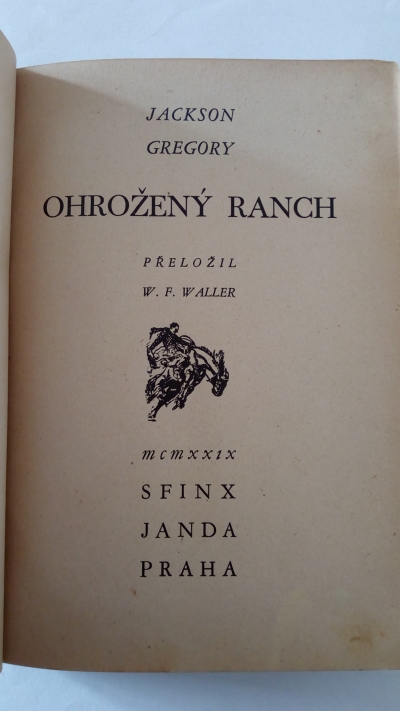 JACKSON
GREGORY
OHROŽENÝ RANCH
PŘELOŽIL
W. F. WALLER
mcmxxix
SFINX
JANDA
PRAHA